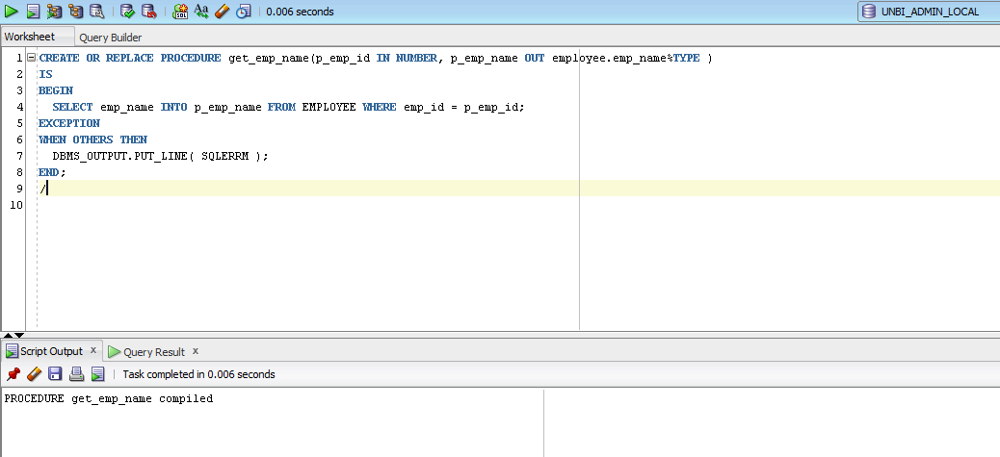 0.006 seconds
UNBI_ADMIN_LOCAL
Worksheet Query Builder
1 CREATE OR REPLACE PROCEDURE get_emp_name(p_emp_id IN NUMBER, p_emp_name OUT employee.emp_name%TYPE )
2 IS
3 BEGIN
4 SELECT emp_name INTO p_emp_name FROM EMPLOYEE WHERE emp_id = p_emp_id;
5 EXCEPTION
6 WHEN OTHERS THEN
7 DBMS_OUTPUT.PUT_LINE( SQLERRM );
8 END;
9 /
10
Script Output x Query Result x
Task completed in 0.006 seconds
PROCEDURE get_emp_name compiled